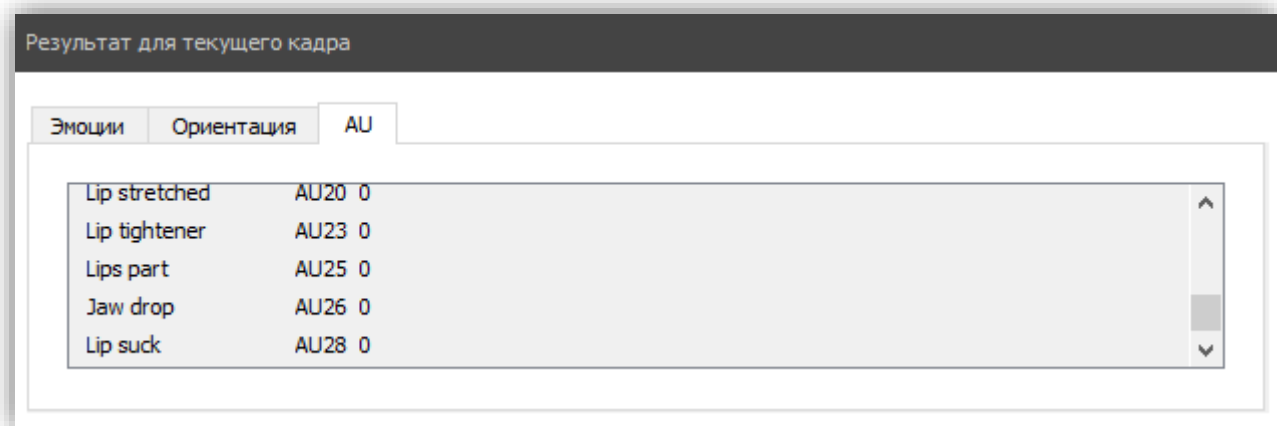 Результат для текущего кадра
Эмоции Ориентация AU
Lip stretched AU20 0
Lip tightener AU23 0
Lips part AU25 0
Jaw drop AU26 0
Lip suck AU28 0